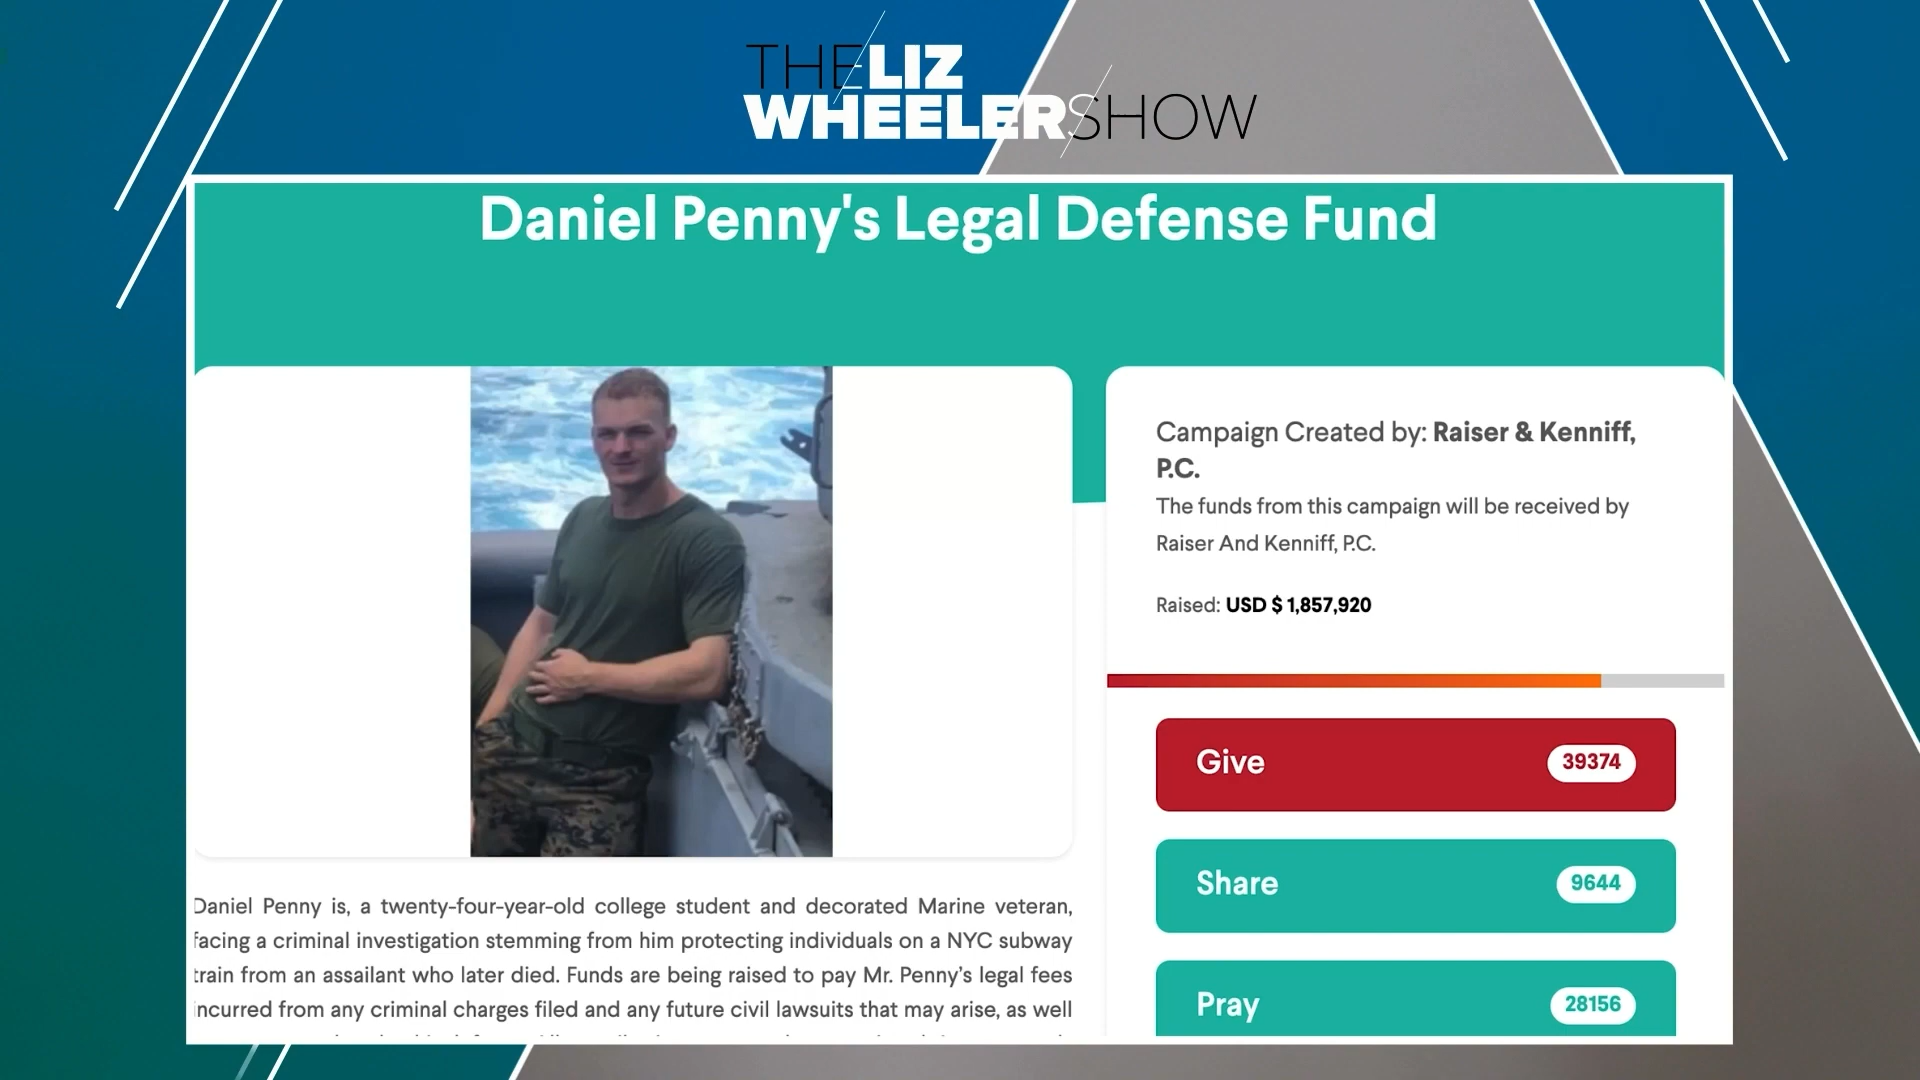 THE LIZ
WHEELER SHOW
Daniel Penny's Legal Defense Fund
Daniel Penny is, a twenty-four-year-old college student and decorated Marine veteran,
facing a criminal investigation stemming from him protecting individuals on a NYC subway
train from an assailant who later died. Funds are being raised to pay Mr. Penny’s legal fees
incurred from any criminal charges filed and any future civil lawsuits that may arise, as well
Campaign Created by: Raiser & Kenniff,
P.C.
The funds from this campaign will be received by
Raiser And Kenniff, P.C.
Raised: USD $ 1,857,920
Give 39374
Share 9644
Pray 28156